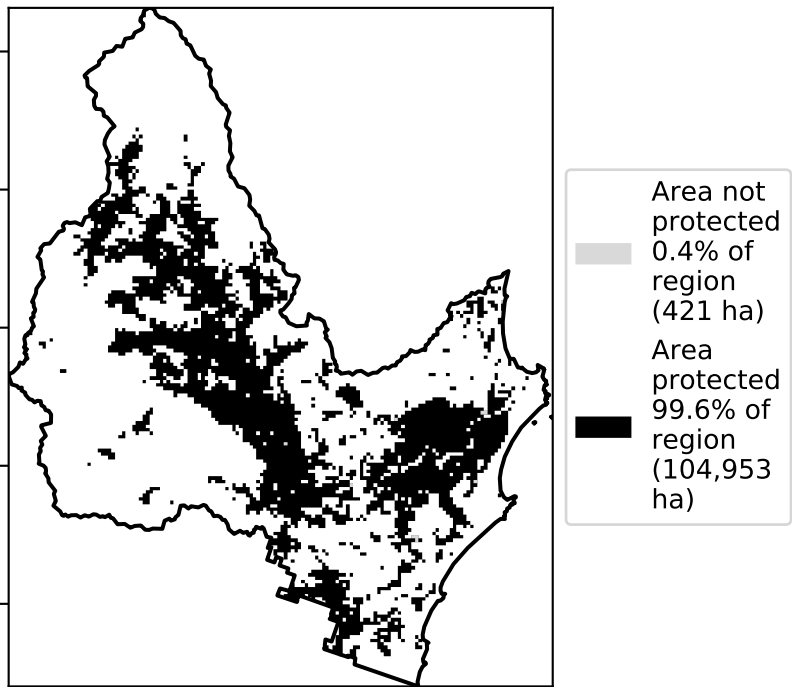 Area not
protected
0.4% of
region
(421 ha)
Area
protected
99.6% of
region
(104,953
ha)